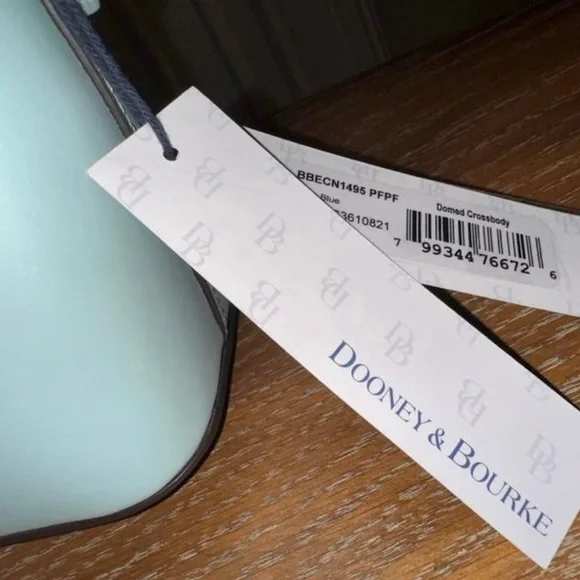 BBECN1495 PFPF
Blue
Domed Crossbody
3610821
7 99344 76672 6
DOONEY & BOURKE